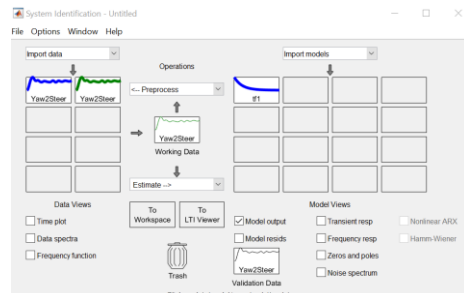 System Identification - Untitled
File Options Window Help
Import data
Operations
Import models
<-- Preprocess
Yaw2Steer
Yaw2Steer
tf1
Yaw2Steer
Working Data
Estimate -->
Data Views
To
Workspace
To
LTI Viewer
Model Views
Time plot
Data spectra
Frequency function
Model output
Transient resp
Nonlinear ARX
Model resids
Frequency resp
Hamm-Wiener
Zeros and poles
Noise spectrum
Trash
Yaw2Steer
Validation Data